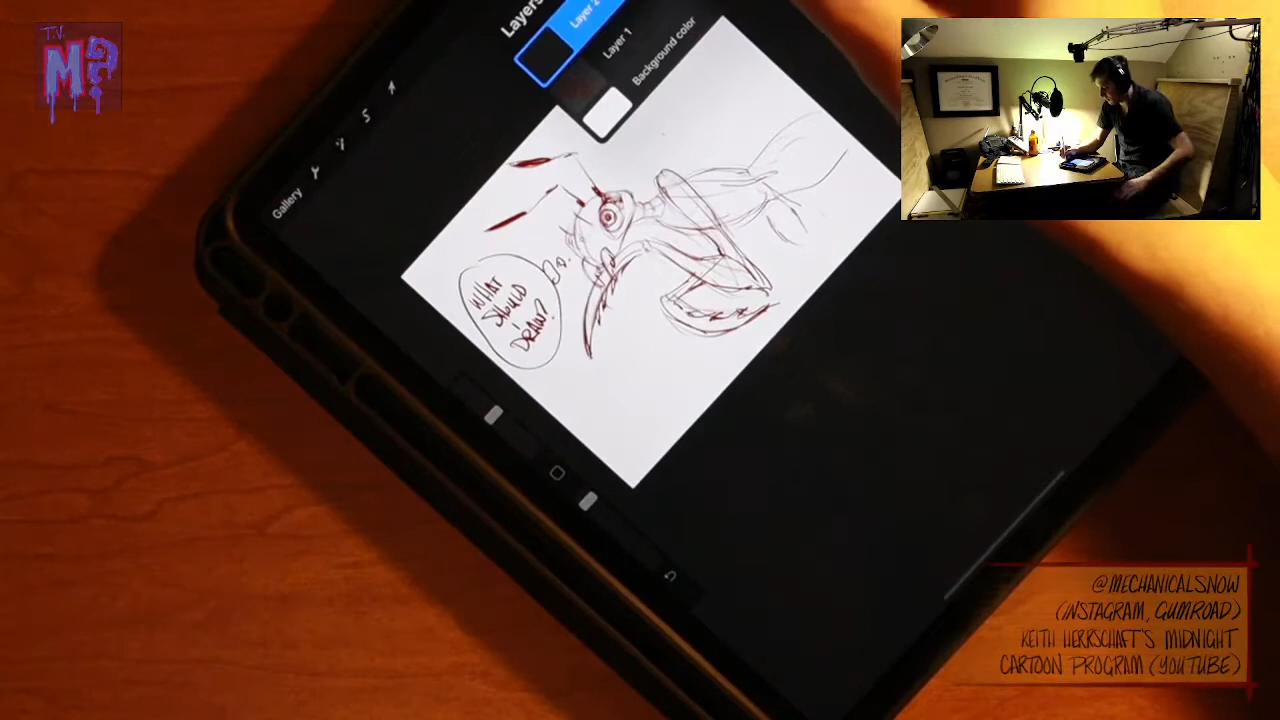 T.V.
M?
Layers
Layer 2
Layer 1
Background color
Gallery
WHAT
SHOULD
I
DRAW?
@MECHANICALSNOW
(INSTAGRAM, GUMROAD)
KEITH HERRSCHAFT'S MIDNIGHT
CARTOON PROGRAM (YOUTUBE)